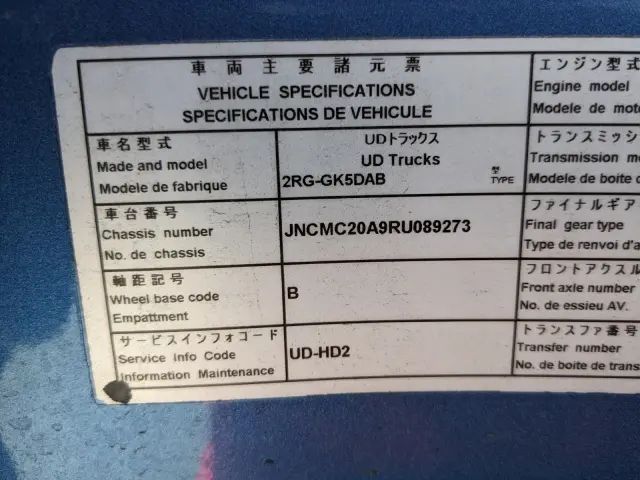 車両主要諸元票
VEHICLE SPECIFICATIONS
SPECIFICATIONS DE VEHICULE
車名型式
Made and model
Modele de fabrique
UDトラックス
UD Trucks
2RG-GK5DAB
型
TYPE
車台番号
Chassis number
No. de chassis
JNCMC20A9RU089273
軸距記号
Wheel base code
Empattment
B
サービスインフォコード
Service Info Code
Information Maintenance
UD-HD2
エンジン型式
Engine model
Modele de mot
トランスミッシ
Transmission m
Modele de boite d
ファイナルギア
Final gear type
Type de renvoi d'a
フロントアクスル
Front axle number
No. de essieu AV.
トランスファ番号
Transfer number
No. de boite de trans